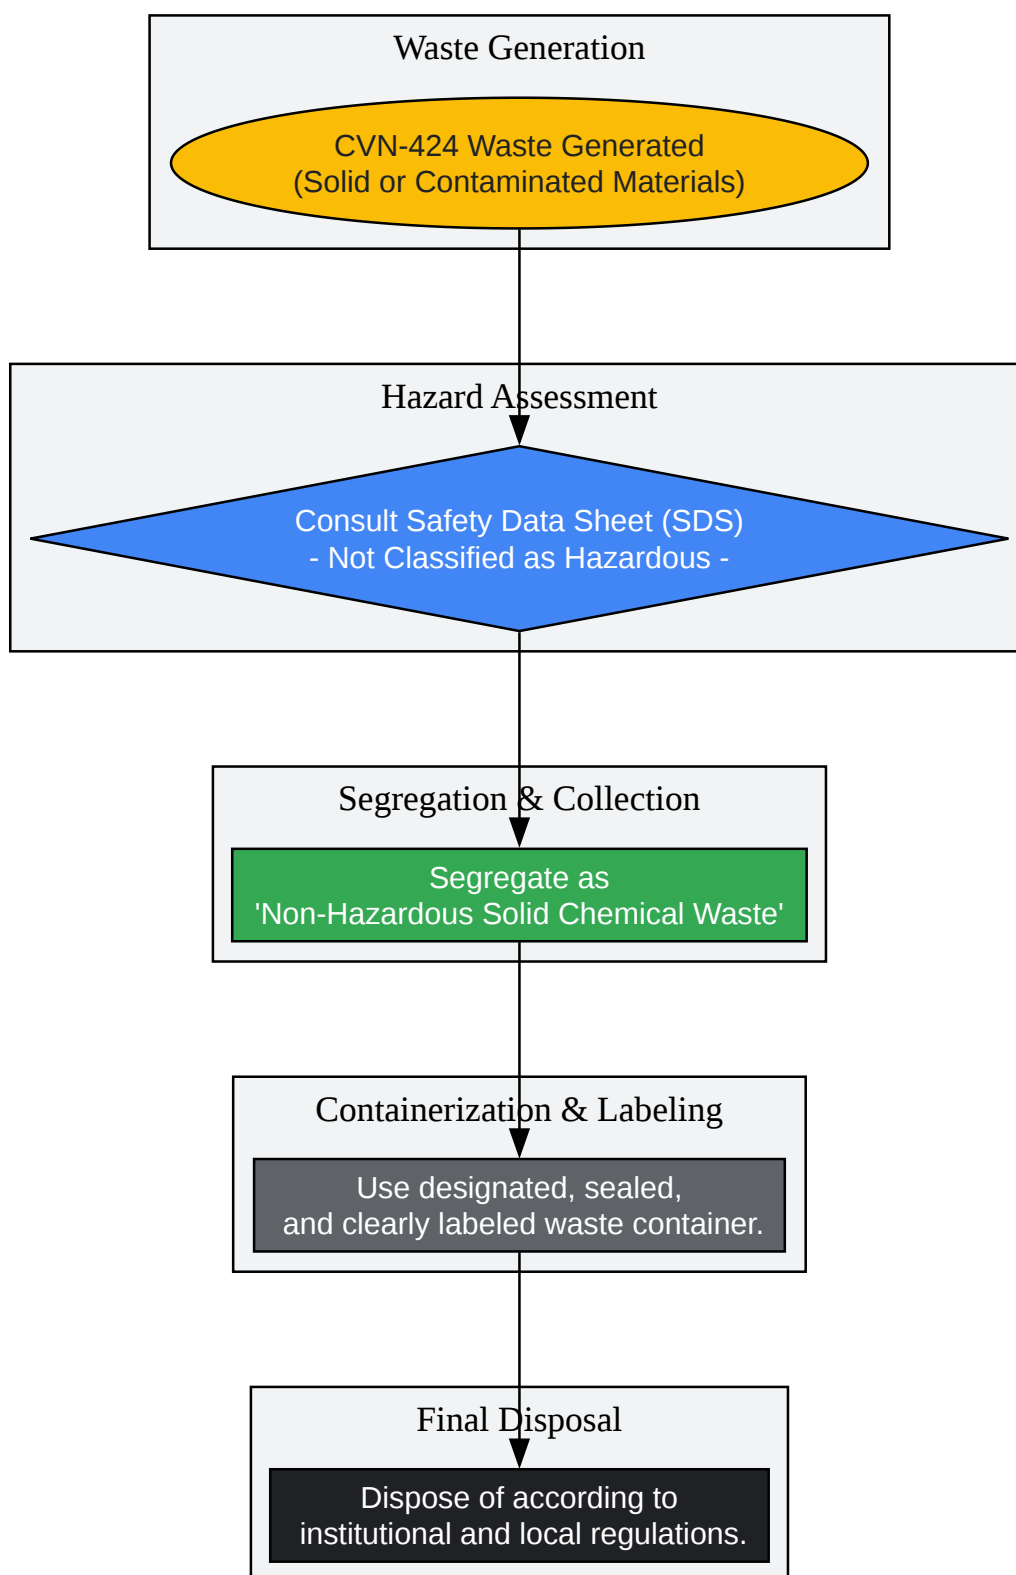 Waste Generation
CVN-424 Waste Generated
(Solid or Contaminated Materials)
Hazard Assessment
Consult Safety Data Sheet (SDS)
- Not Classified as Hazardous -
Segregation & Collection
Segregate as
'Non-Hazardous Solid Chemical Waste'
Containerization & Labeling
Use designated, sealed,
and clearly labeled waste container.
Final Disposal
Dispose of according to
institutional and local regulations.